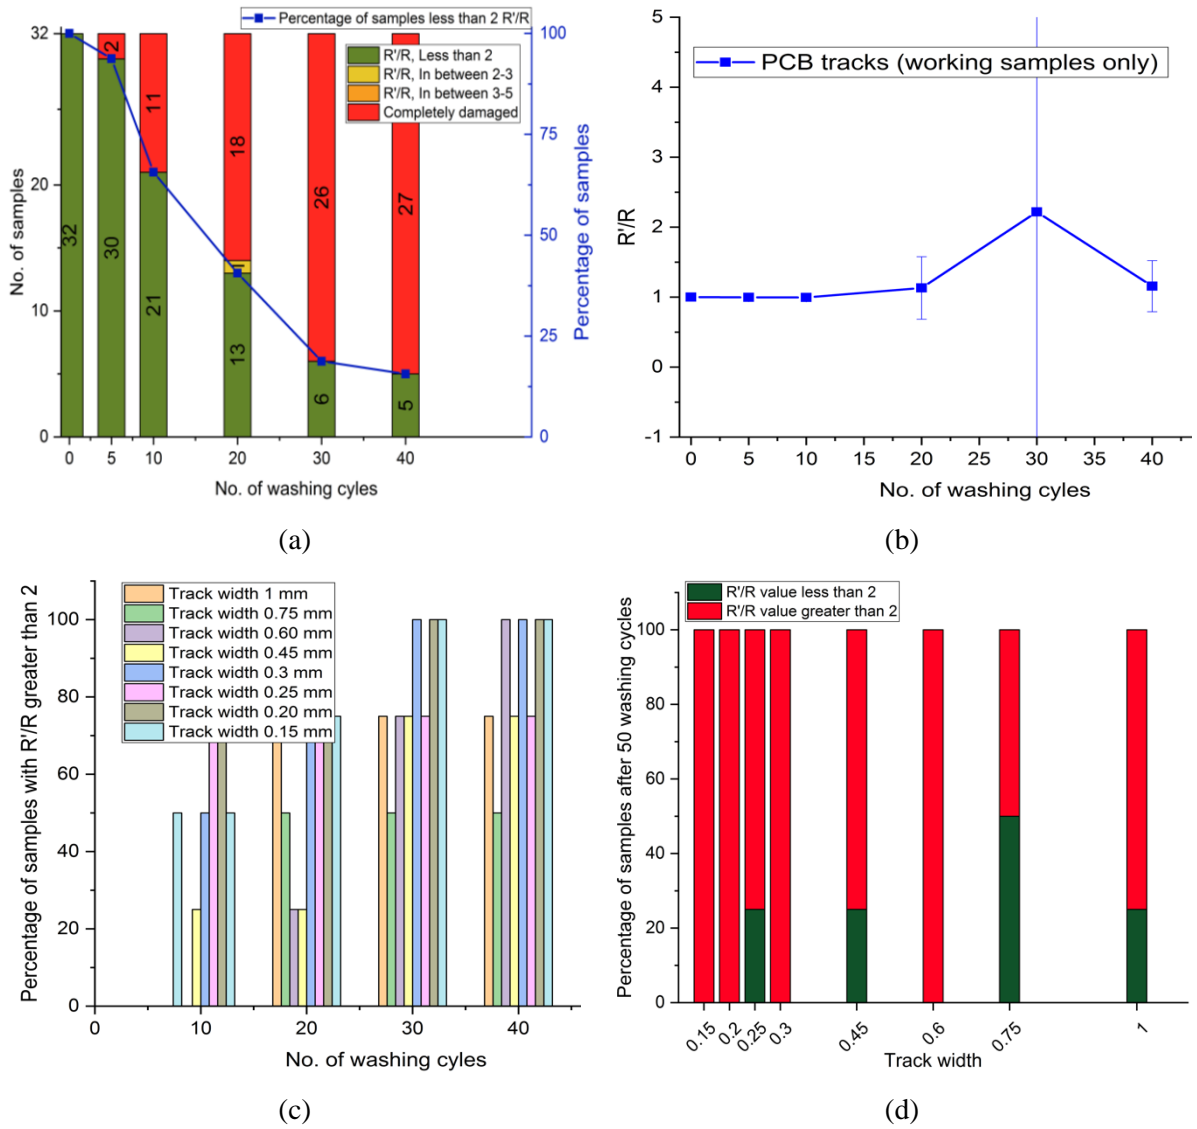 Percentage of samples less than 2 R'/R
R'/R, Less than 2
R'/R, In between 2-3
R'/R, In between 3-5
Completely damaged
No. of samples
32
20
10
0
32
30
2
21
11
13
1
18
6
26
5
27
100
75
50
25
0
Percentage of samples
0 5 10 20 30 40
No. of washing cyles
(a)
PCB tracks (working samples only)
R'/R
5
4
3
2
1
0
-1
0 5 10 15 20 25 30 35 40
No. of washing cyles
(b)
Percentage of samples with R'/R greater than 2
Track width 1 mm
Track width 0.75 mm
Track width 0.60 mm
Track width 0.45 mm
Track width 0.3 mm
Track width 0.25 mm
Track width 0.20 mm
Track width 0.15 mm
100
80
60
40
20
0
0 10 20 30 40
No. of washing cyles
(c)
R'/R value less than 2
R'/R value greater than 2
Percentage of samples after 50 washing cycles
100
80
60
40
20
0
0.15 0.2 0.25 0.3 0.45 0.6 0.75 1
Track width
(d)